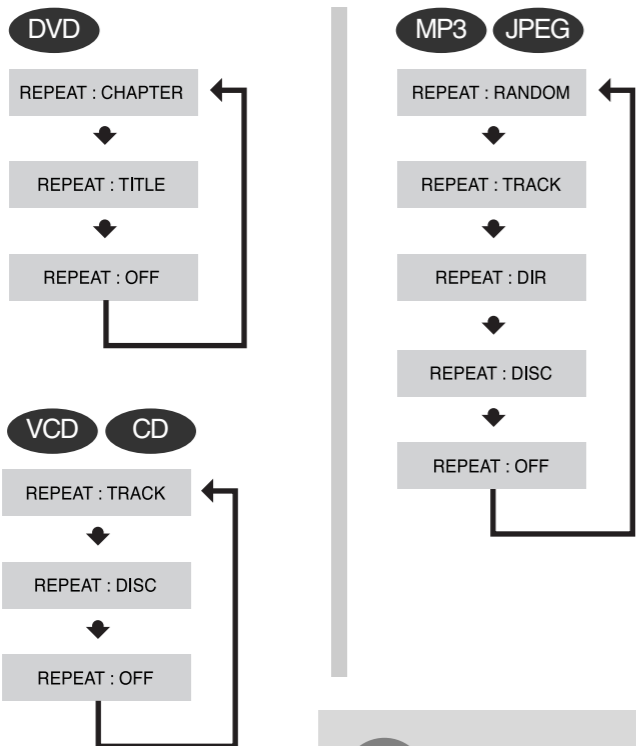 DVD
REPEAT : CHAPTER
REPEAT : TITLE
REPEAT : OFF
VCD CD
REPEAT : TRACK
REPEAT : DISC
REPEAT : OFF
MP3 JPEG
REPEAT : RANDOM
REPEAT : TRACK
REPEAT : DIR
REPEAT : DISC
REPEAT : OFF